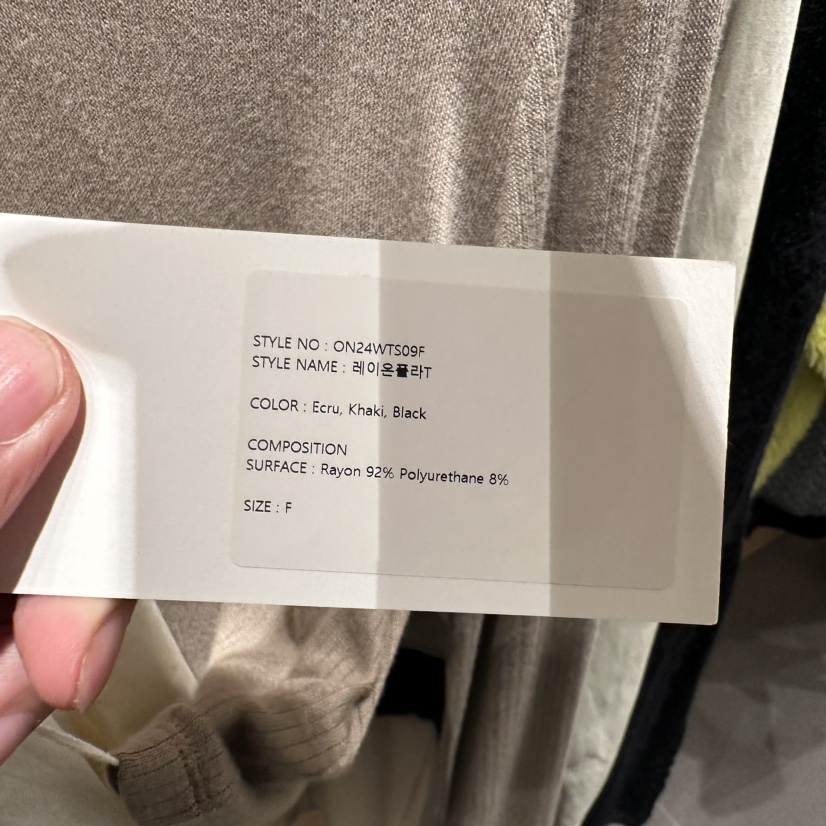 STYLE NO : ON24WTS09F
STYLE NAME : 레이온폴라T
COLOR : Ecru, Khaki, Black
COMPOSITION
SURFACE : Rayon 92% Polyurethane 8%
SIZE : F